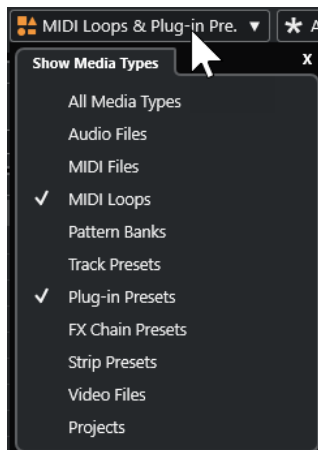 MIDI Loops & Plug-in Pre. ▼
Show Media Types X
All Media Types
Audio Files
MIDI Files
✓ MIDI Loops
Pattern Banks
Track Presets
✓ Plug-in Presets
FX Chain Presets
Strip Presets
Video Files
Projects